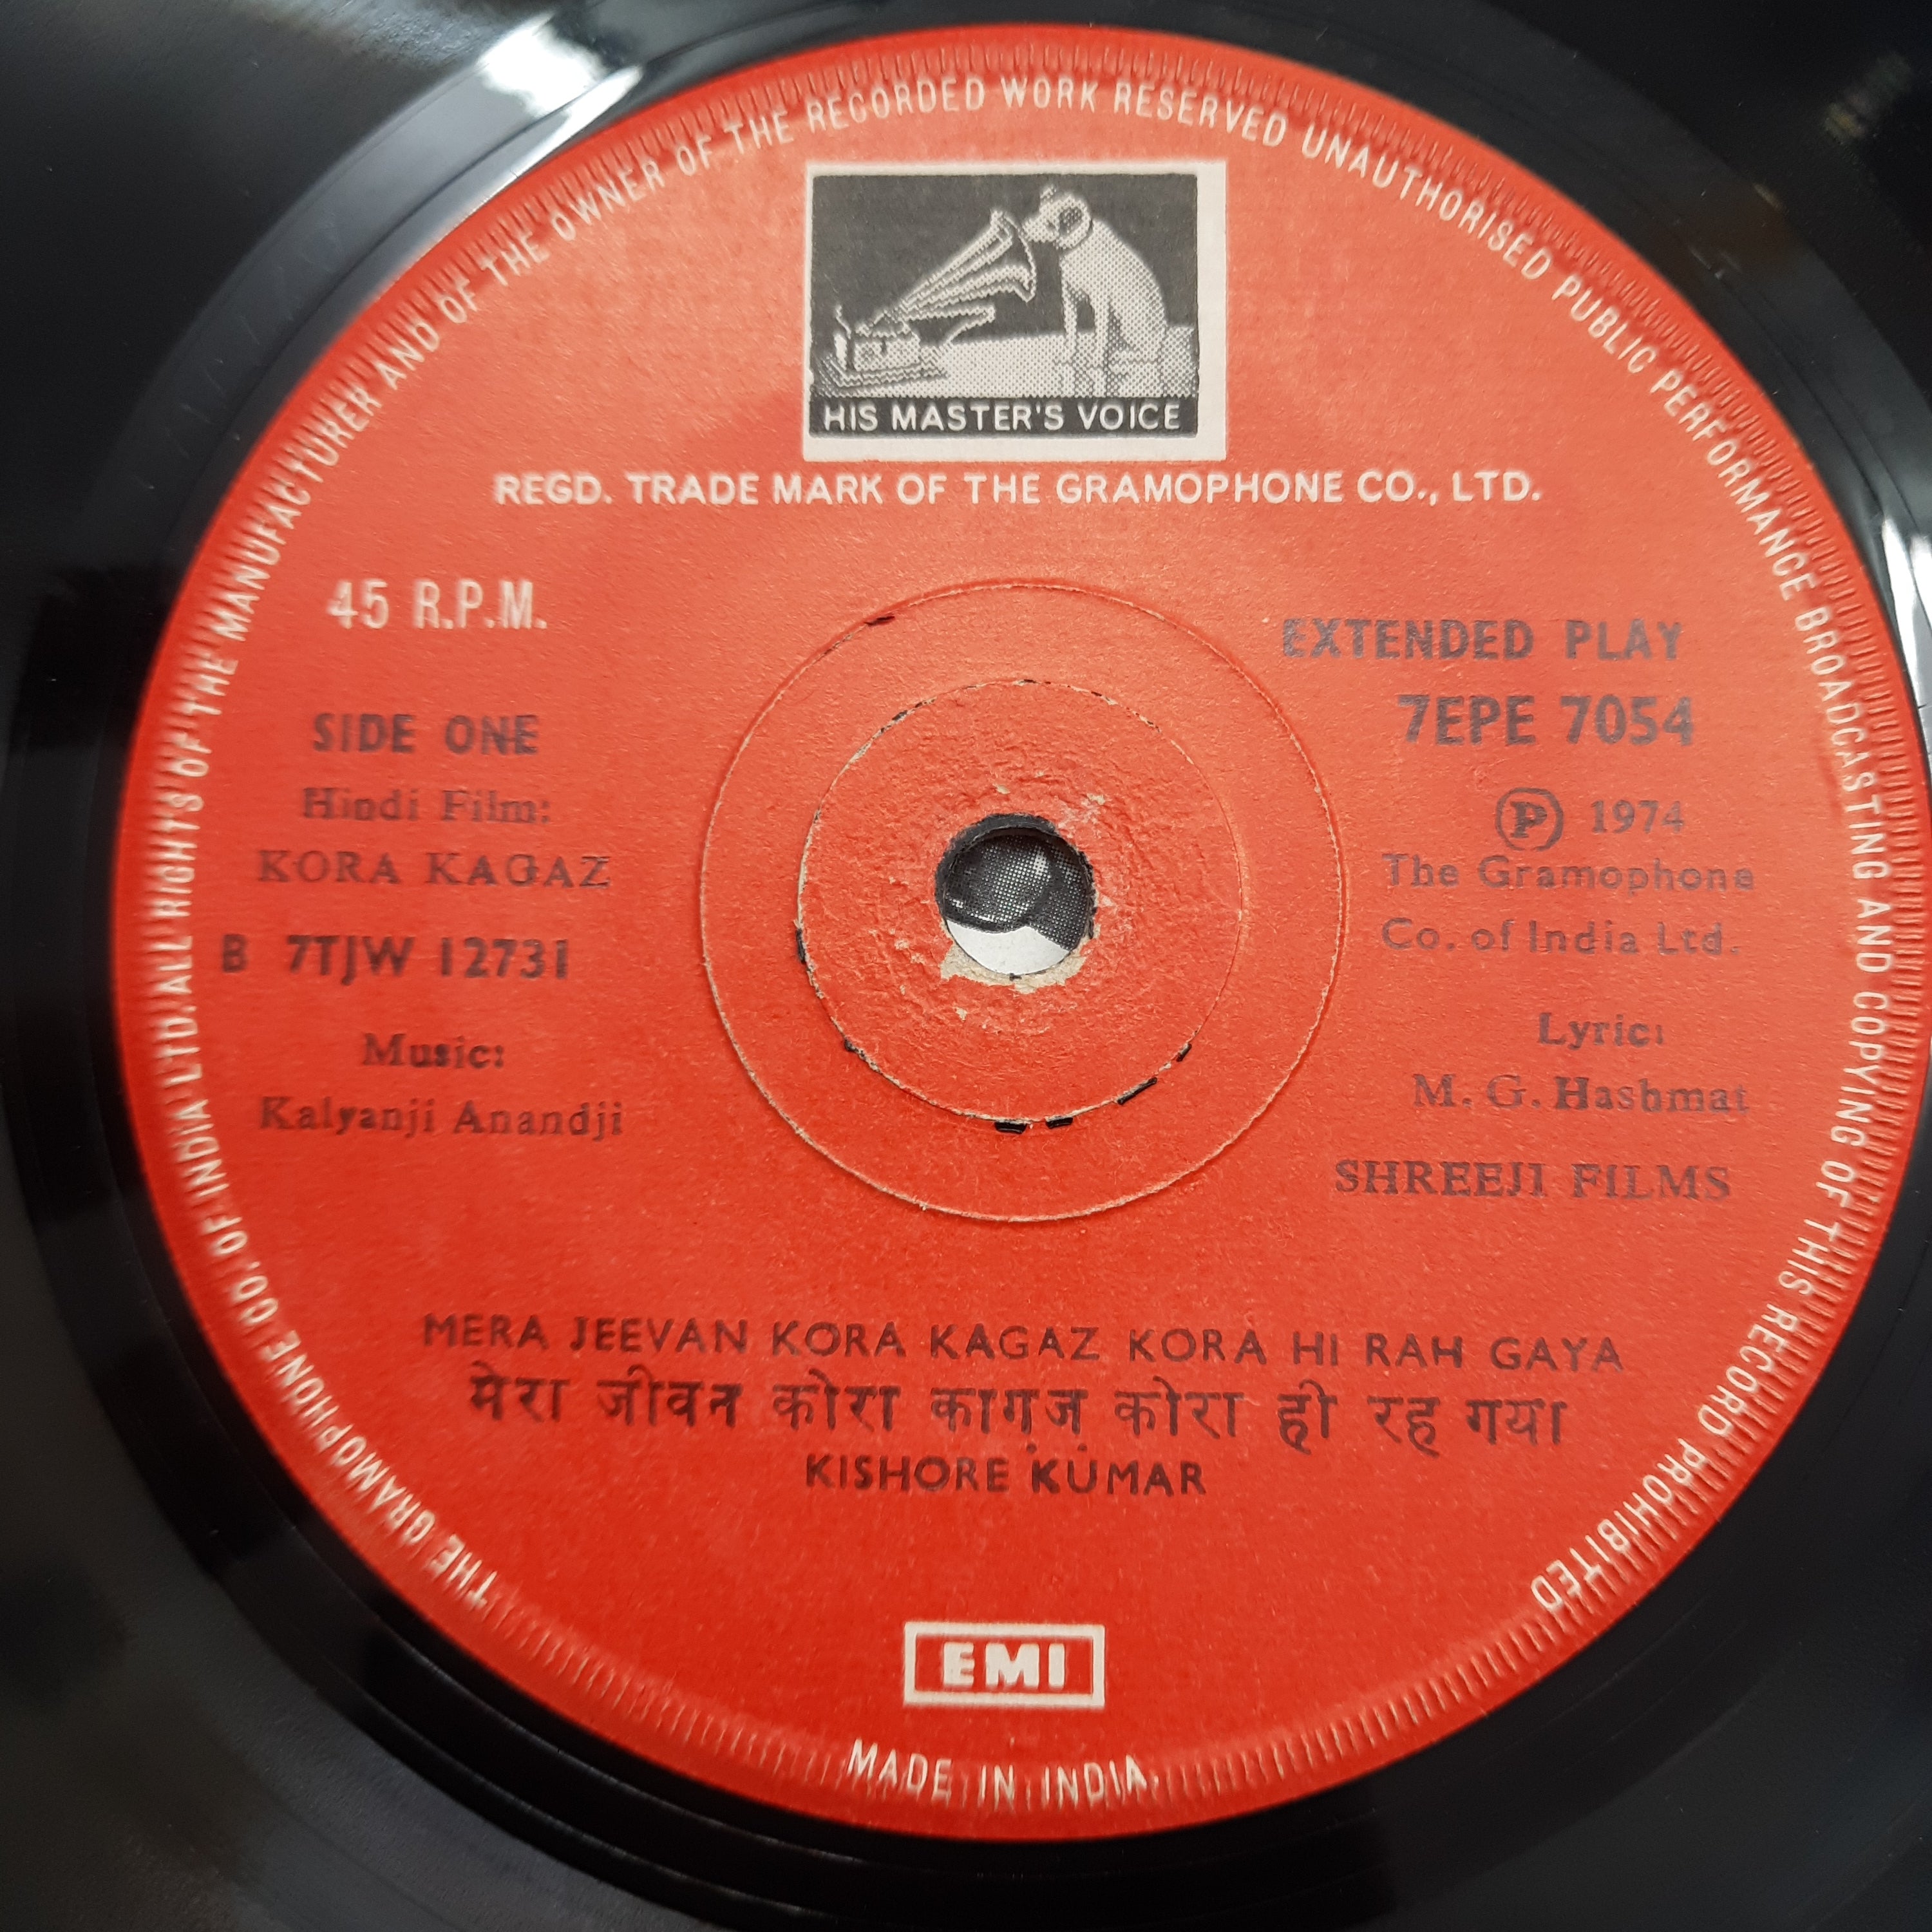 THE GRAMOPHONE CO. OF INDIA LTD. ALL RIGHTS OF THE MANUFACTURER AND OF THE OWNER OF THE RECORDED WORK RESERVED UNAUTHORISED PUBLIC PERFORMANCE BROADCASTING AND COPYING OF THIS RECORD PROHIBITED
HIS MASTER'S VOICE
REGD. TRADE MARK OF THE GRAMOPHONE CO., LTD.
45 R.P.M.
SIDE ONE
Hindi Film:
KORA KAGAZ
B 7TJW 12731
Music:
Kalyanji Anandji
EXTENDED PLAY
7EPE 7054
Ⓟ 1974
The Gramophone
Co. of India Ltd.
Lyric:
M. G. Hashmat
SHREEJI FILMS
MERA JEEVAN KORA KAGAZ KORA HI RAH GAYA
मेरा जीवन कोरा काग़ज़ कोरा ही रह गया
KISHORE KUMAR
EMI
MADE IN INDIA.